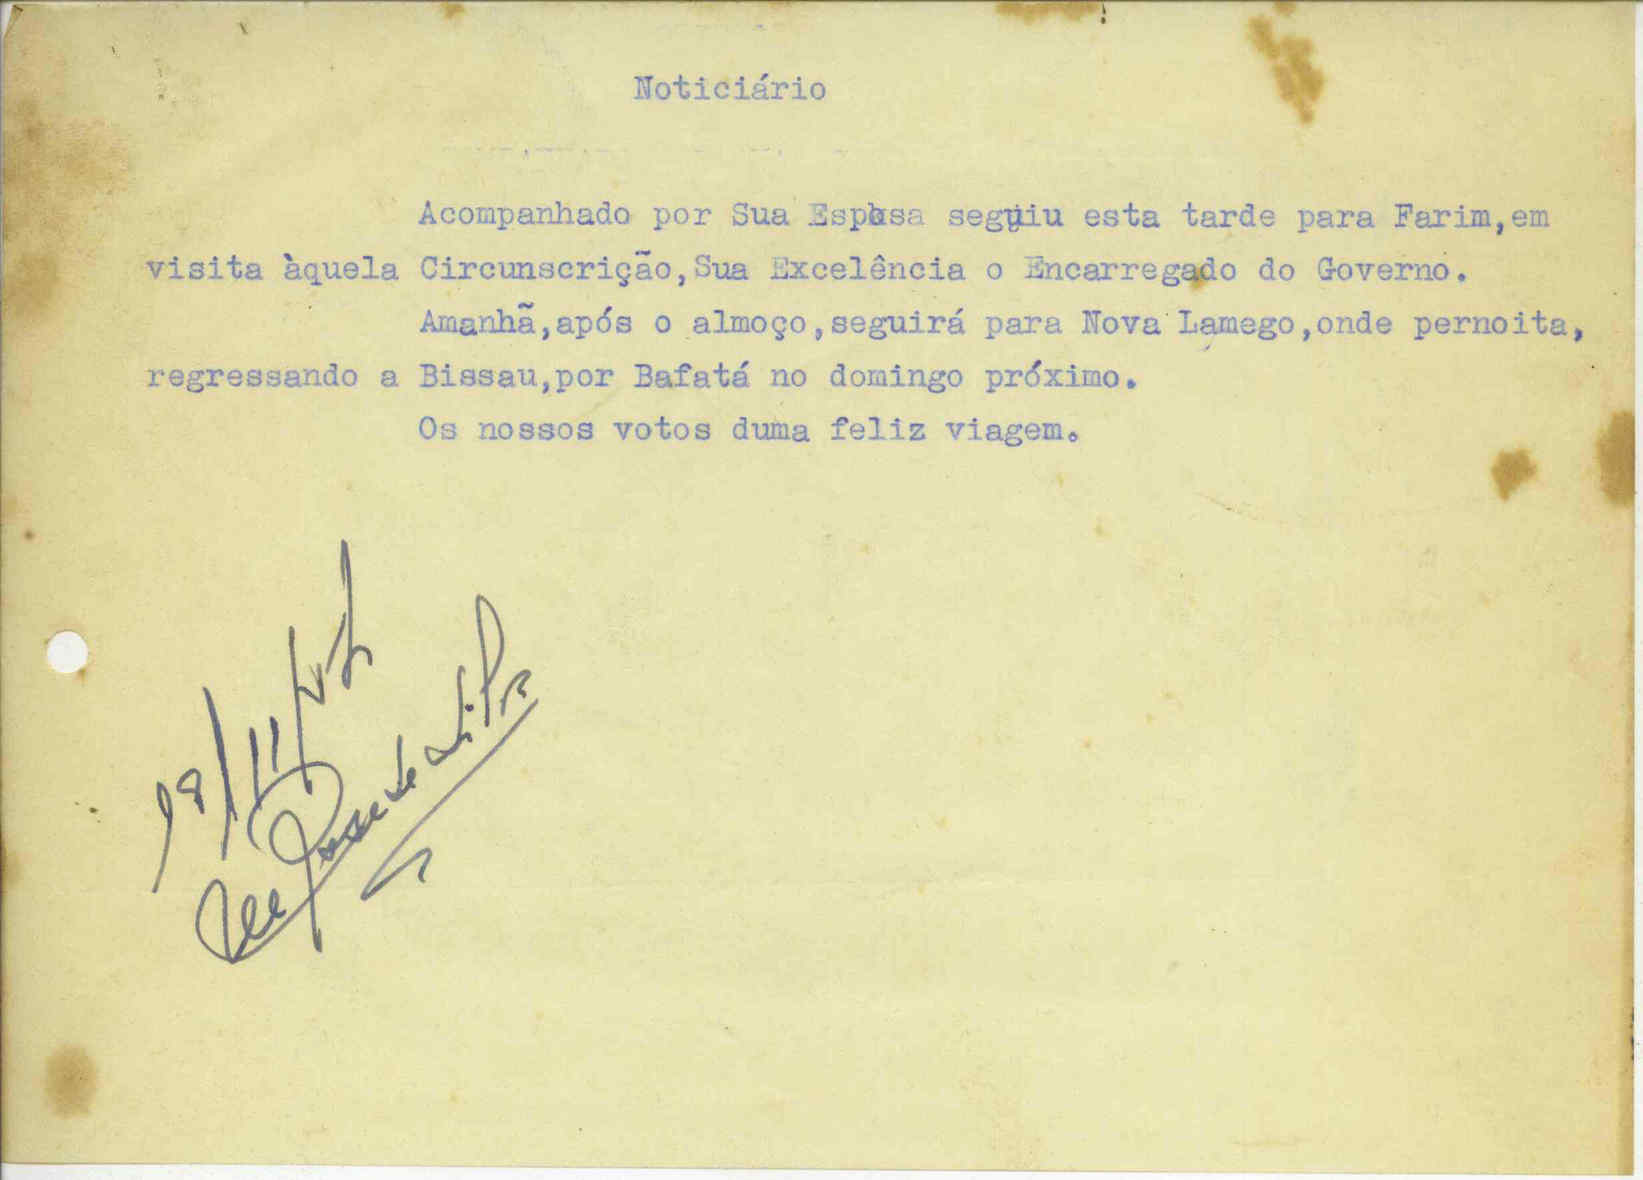 Noticiário
Acompanhado por Sua Esposa seguiu esta tarde para Farim,em
visita àquela Circunscrição,Sua Excelência o Encarregado do Governo.
Amanhã,após o almoço,seguirá para Nova Lamego,onde pernoita,
regressando a Bissau,por Bafatá no domingo próximo.
Os nossos votos duma feliz viagem.